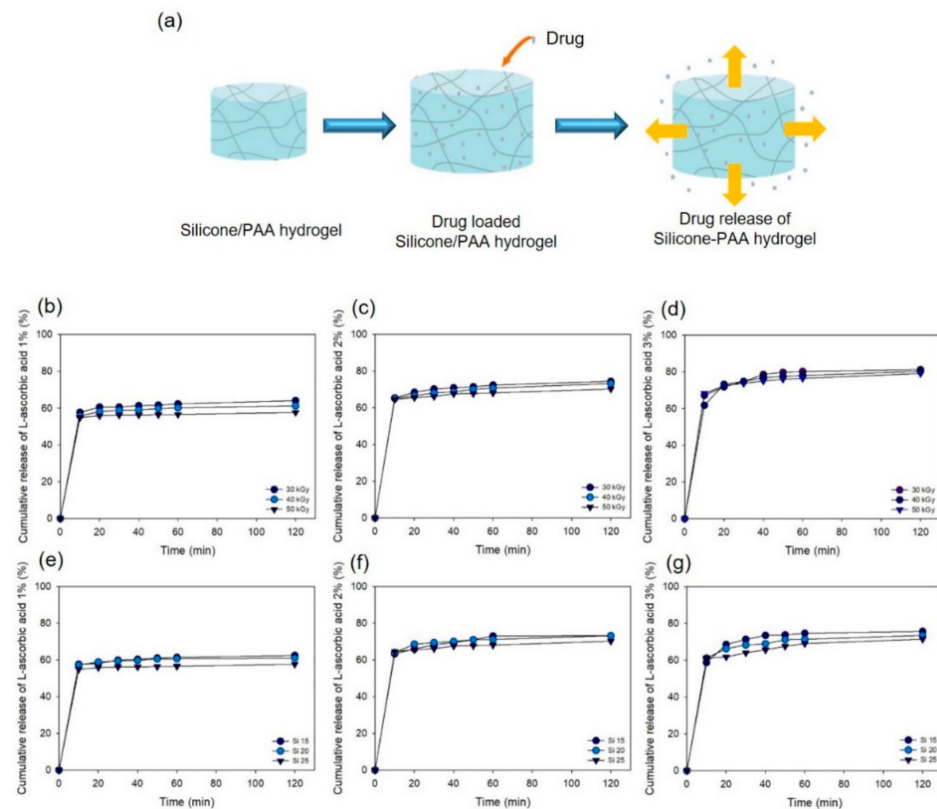 (a)
Drug
Silicone/PAA hydrogel
Drug loaded
Silicone/PAA hydrogel
Drug release of
Silicone-PAA hydrogel
(b)
Cumulative release of L-ascorbic acid 1% (%)
100
80
60
40
20
0
30 kGy
40 kGy
50 kGy
0 20 40 60 80 100 120
Time (min)
(c)
Cumulative release of L-ascorbic acid 2% (%)
100
80
60
40
20
0
30 kGy
40 kGy
50 kGy
0 20 40 60 80 100 120
Time (min)
(d)
Cumulative release of L-ascorbic acid 3% (%)
100
80
60
40
20
0
30 kGy
40 kGy
50 kGy
0 20 40 60 80 100 120
Time (min)
(e)
Cumulative release of L-ascorbic acid 1% (%)
100
80
60
40
20
0
Si 15
Si 20
Si 25
0 20 40 60 80 100 120
Time (min)
(f)
Cumulative release of L-ascorbic acid 2% (%)
100
80
60
40
20
0
Si 15
Si 20
Si 25
0 20 40 60 80 100 120
Time (min)
(g)
Cumulative release of L-ascorbic acid 3% (%)
100
80
60
40
20
0
Si 15
Si 20
Si 25
0 20 40 60 80 100 120
Time (min)